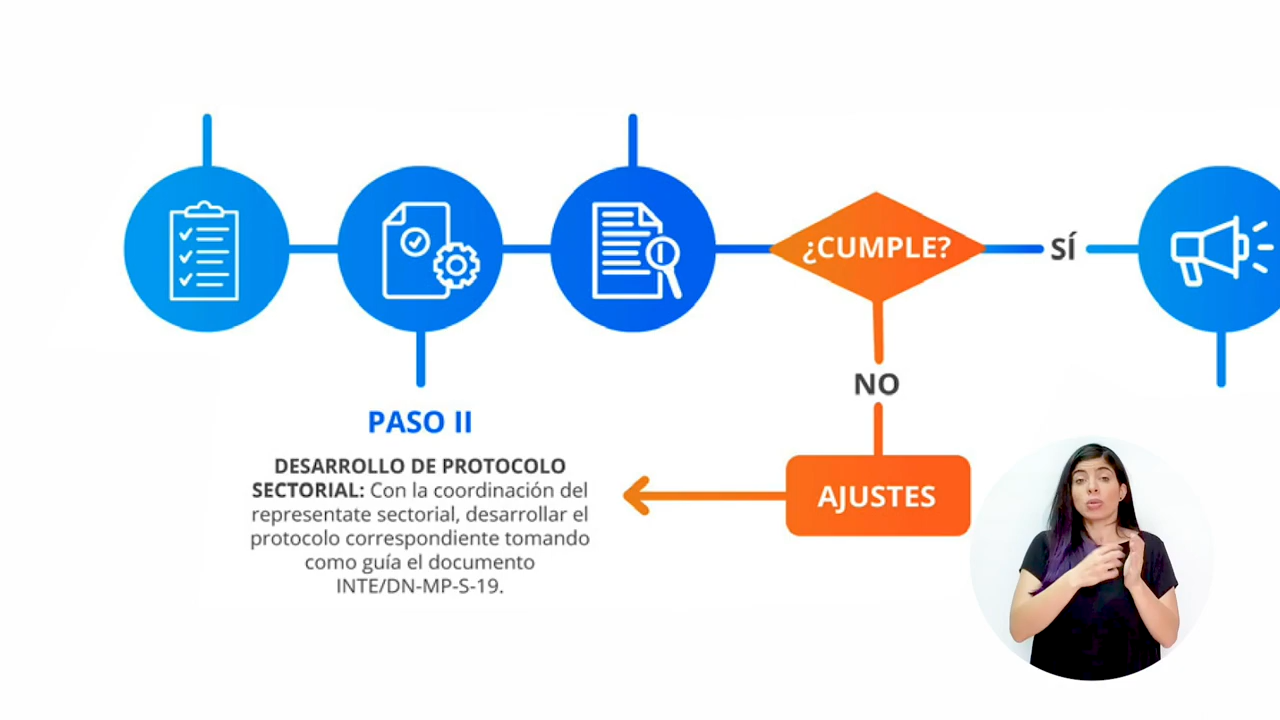 ¿CUMPLE?
SÍ
NO
PASO II
DESARROLLO DE PROTOCOLO
SECTORIAL: Con la coordinación del
representate sectorial, desarrollar el
protocolo correspondiente tomando
como guía el documento
INTE/DN-MP-S-19.
AJUSTES